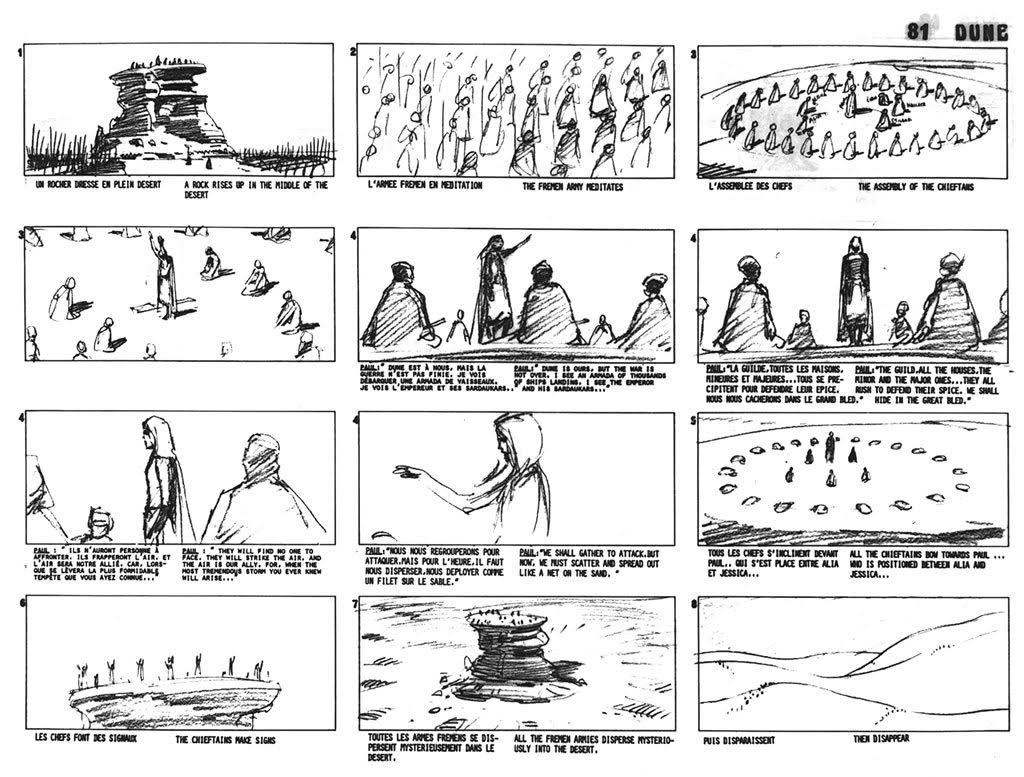 81 DUNE
1
UN ROCHER DRESSE EN PLEIN DESERT
A ROCK RISES UP IN THE MIDDLE OF THE
DESERT
2
L'ARMEE FREMEN EN MEDITATION
THE FREMEN ARMY MEDITATES
3
L'ASSEMBLEE DES CHEFS
THE ASSEMBLY OF THE CHIEFTANS
3
4
PAUL:" DUNE EST À NOUS, MAIS LA
GUERRE N'EST PAS FINIE. JE VOIS
DÉBARQUER UNE ARMADA DE VAISSEAUX.
JE VOIS L'EMPEREUR ET SES SARDAUKARS.."
PAUL:" DUNE IS OURS, BUT THE WAR IS
NOT OVER. I SEE AN ARMADA OF THOUSANDS
OF SHIPS LANDING, I SEE THE EMPEROR
AND HIS SARDAUKARS..."
4
PAUL:"LA GUILDE,TOUTES LES MAISONS,
MINEURES ET MAJEURES...TOUS SE PRE-
CIPITENT POUR DEFENDRE LEUR EPICE.
NOUS NOUS CACHERONS DANS LE GRAND BLED."
PAUL:"THE GUILD,ALL THE HOUSES,THE
MINOR AND THE MAJOR ONES...THEY ALL
RUSH TO DEFEND THEIR SPICE. WE SHALL
HIDE IN THE GREAT BLED."
4
PAUL : " ILS N'AURONT PERSONNE À
AFFRONTER. ILS FRAPPERONT L'AIR, ET
L'AIR SERA NOTRE ALLIÉ. CAR, LORS-
QUE SE LÈVERA LA PLUS FORMIDABLE
TEMPÊTE QUE VOUS AYEZ CONNUE...
PAUL : " THEY WILL FIND NO ONE TO
FACE. THEY WILL STRIKE THE AIR, AND
THE AIR IS OUR ALLY. FOR, WHEN THE
MOST TREMENDOUS STORM YOU EVER KNEW
WILL ARISE...
4
PAUL:"NOUS NOUS REGROUPERONS POUR
ATTAQUER.MAIS POUR L'HEURE,IL FAUT
NOUS DISPERSER,NOUS DEPLOYER COMME
UN FILET SUR LE SABLE."
PAUL:"WE SHALL GATHER TO ATTACK.BUT
NOW, WE MUST SCATTER AND SPREAD OUT
LIKE A NET ON THE SAND. "
5
TOUS LES CHEFS S'INCLINENT DEVANT
PAUL.. QUI S'EST PLACE ENTRE ALIA
ET JESSICA...
ALL THE CHIEFTAINS BOW TOWARDS PAUL ...
WHO IS POSITIONED BETWEEN ALIA AND
JESSICA...
6
LES CHEFS FONT DES SIGNAUX
THE CHIEFTAINS MAKE SIGNS
7
TOUTES LES ARMES FREMENS SE DIS-
PERSENT MYSTERIEUSEMENT DANS LE
DESERT.
ALL THE FREMEN ARMIES DISPERSE MYSTERIO-
USLY INTO THE DESERT.
8
PUIS DISPARAISSENT
THEN DISAPPEAR